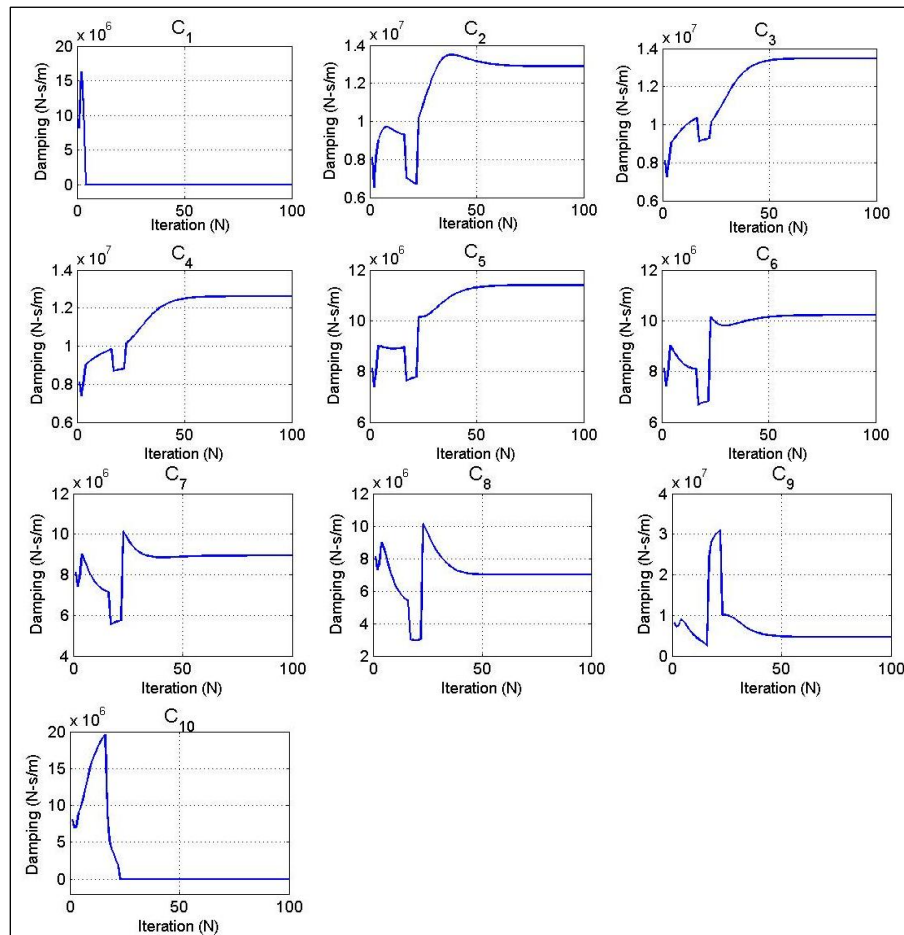 C1
x 10^6
Damping (N-s/m)
20
15
10
5
0
0 50 100
Iteration (N)
C2
x 10^7
Damping (N-s/m)
1.4
1.2
1
0.8
0.6
0 50 100
Iteration (N)
C3
x 10^7
Damping (N-s/m)
1.4
1.2
1
0.8
0.6
0 50 100
Iteration (N)
C4
x 10^7
Damping (N-s/m)
1.4
1.2
1
0.8
0.6
0 50 100
Iteration (N)
C5
x 10^6
Damping (N-s/m)
12
10
8
6
0 50 100
Iteration (N)
C6
x 10^6
Damping (N-s/m)
12
10
8
6
0 50 100
Iteration (N)
C7
x 10^6
Damping (N-s/m)
12
10
8
6
4
0 50 100
Iteration (N)
C8
x 10^6
Damping (N-s/m)
12
10
8
6
4
2
0 50 100
Iteration (N)
C9
x 10^7
Damping (N-s/m)
4
3
2
1
0
0 50 100
Iteration (N)
C10
x 10^6
Damping (N-s/m)
20
15
10
5
0
0 50 100
Iteration (N)